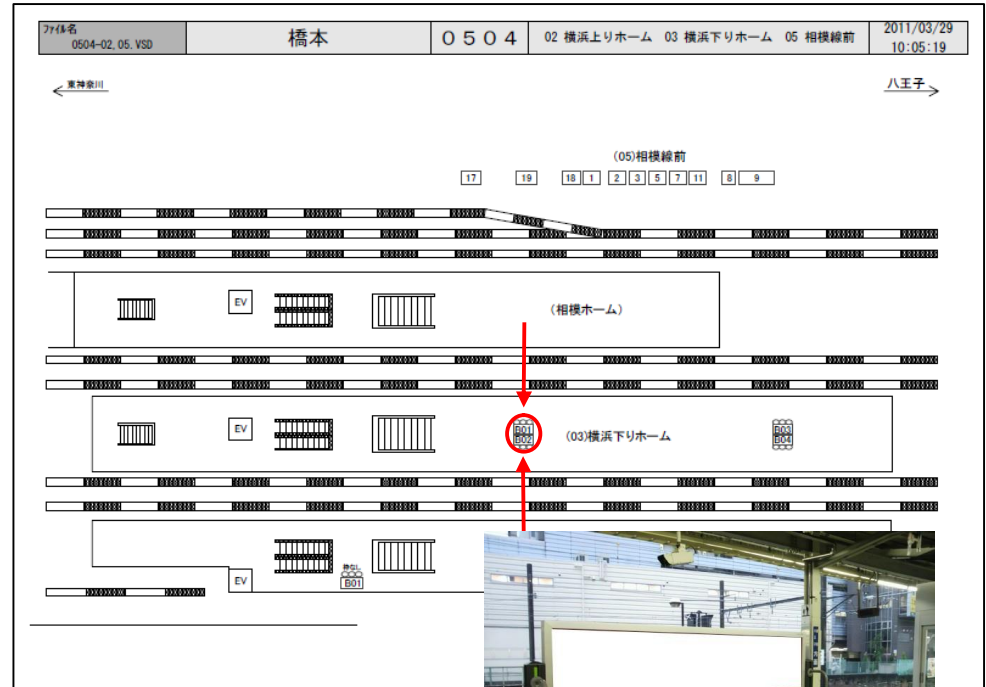 ファイル名
0504-02,05.VSD
橋本
0504
02 横浜上りホーム 03 横浜下りホーム 05 相模線前
2011/03/29
10:05:19
東神奈川
八王子
(05)相模線前
17 19 18 1 2 3 5 7 11 8 9
EV
(相模ホーム)
EV
B01
B02
(03)横浜下りホーム
B03
B04
EV
枠なし
B01